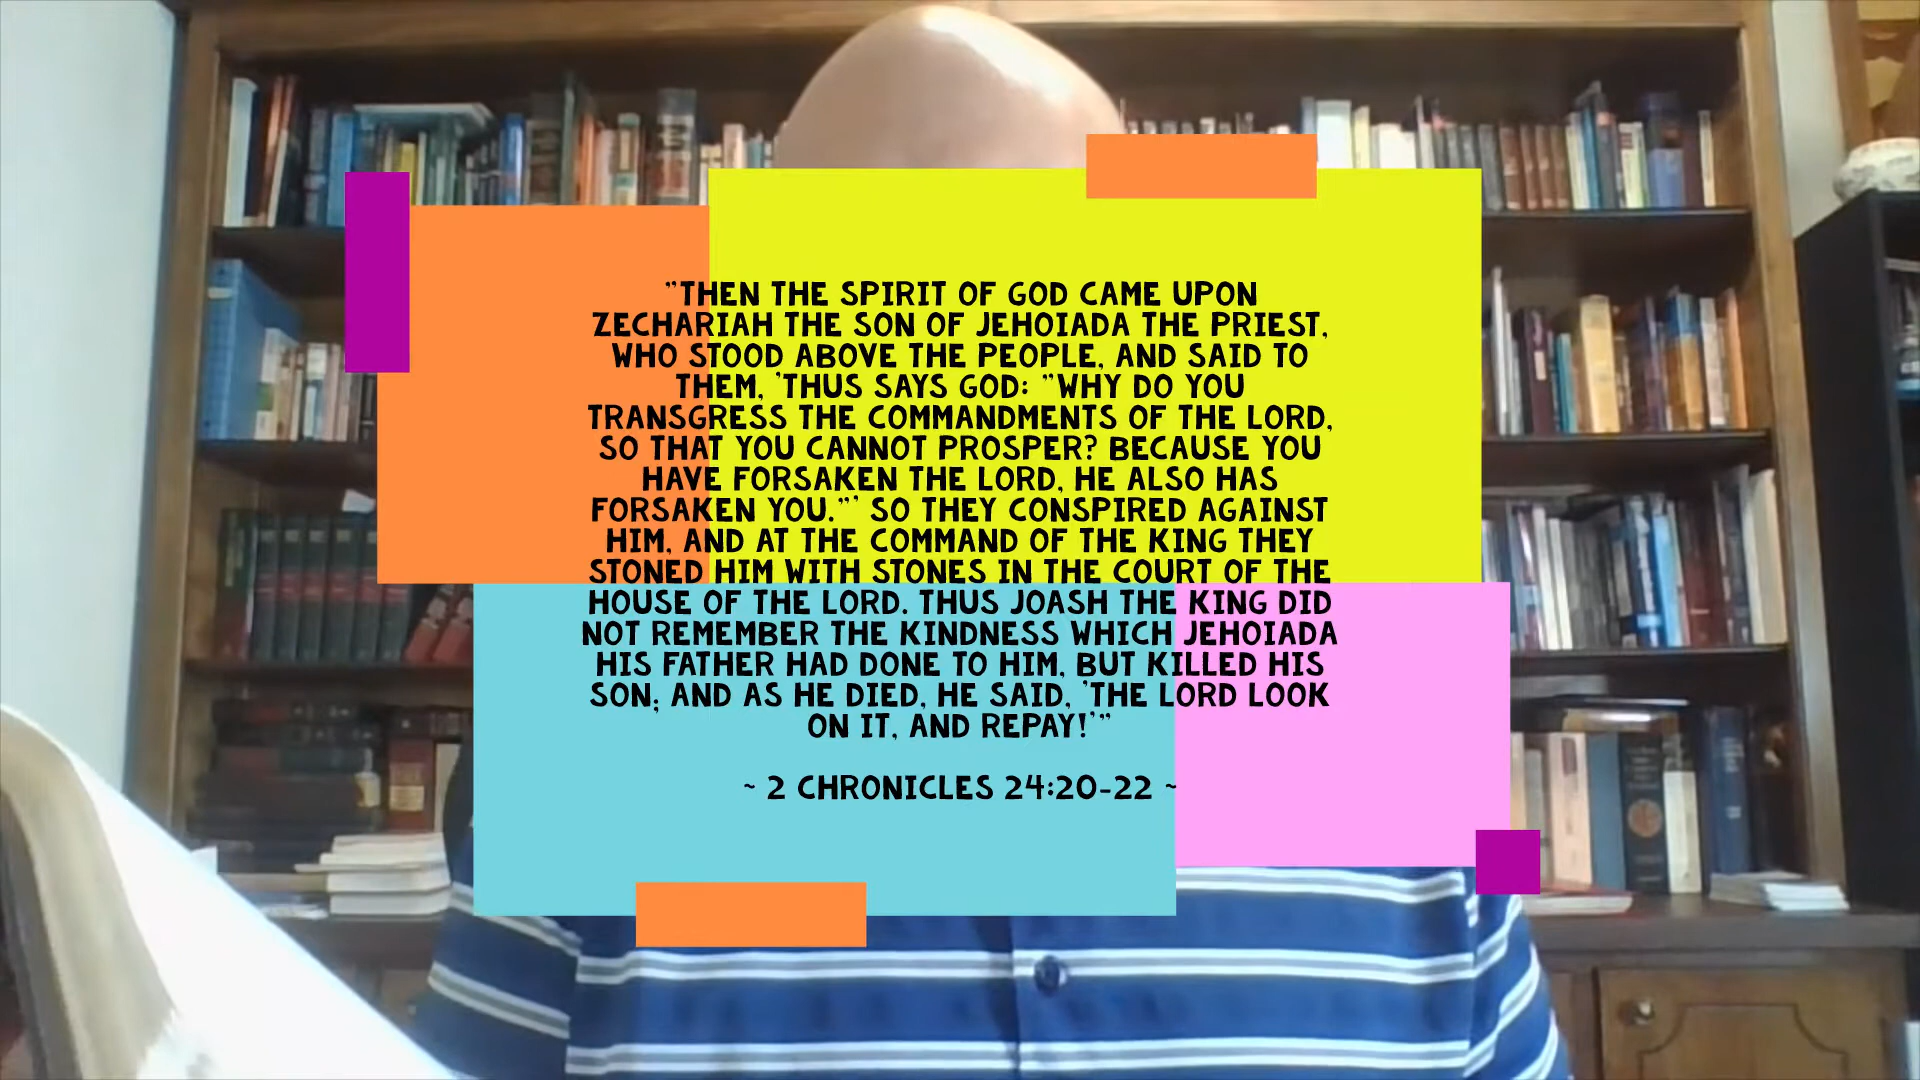 "THEN THE SPIRIT OF GOD CAME UPON
ZECHARIAH THE SON OF JEHOIADA THE PRIEST,
WHO STOOD ABOVE THE PEOPLE, AND SAID TO
THEM, 'THUS SAYS GOD: "WHY DO YOU
TRANSGRESS THE COMMANDMENTS OF THE LORD,
SO THAT YOU CANNOT PROSPER? BECAUSE YOU
HAVE FORSAKEN THE LORD, HE ALSO HAS
FORSAKEN YOU."' SO THEY CONSPIRED AGAINST
HIM, AND AT THE COMMAND OF THE KING THEY
STONED HIM WITH STONES IN THE COURT OF THE
HOUSE OF THE LORD. THUS JOASH THE KING DID
NOT REMEMBER THE KINDNESS WHICH JEHOIADA
HIS FATHER HAD DONE TO HIM, BUT KILLED HIS
SON; AND AS HE DIED, HE SAID, 'THE LORD LOOK
ON IT, AND REPAY!'"
~ 2 CHRONICLES 24:20-22 ~